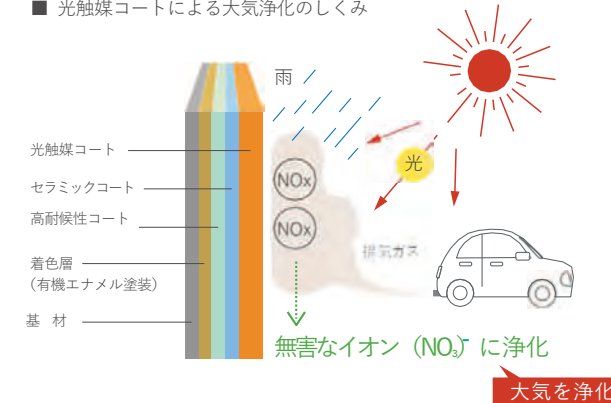 ■ 光触媒コートによる大気浄化のしくみ
雨
光
光触媒コート
セラミックコート
高耐候性コート
着色層
（有機エナメル塗装）
基 材
NOx
NOx
排気ガス
無害なイオン（NO₃⁻）に浄化
大気を浄化